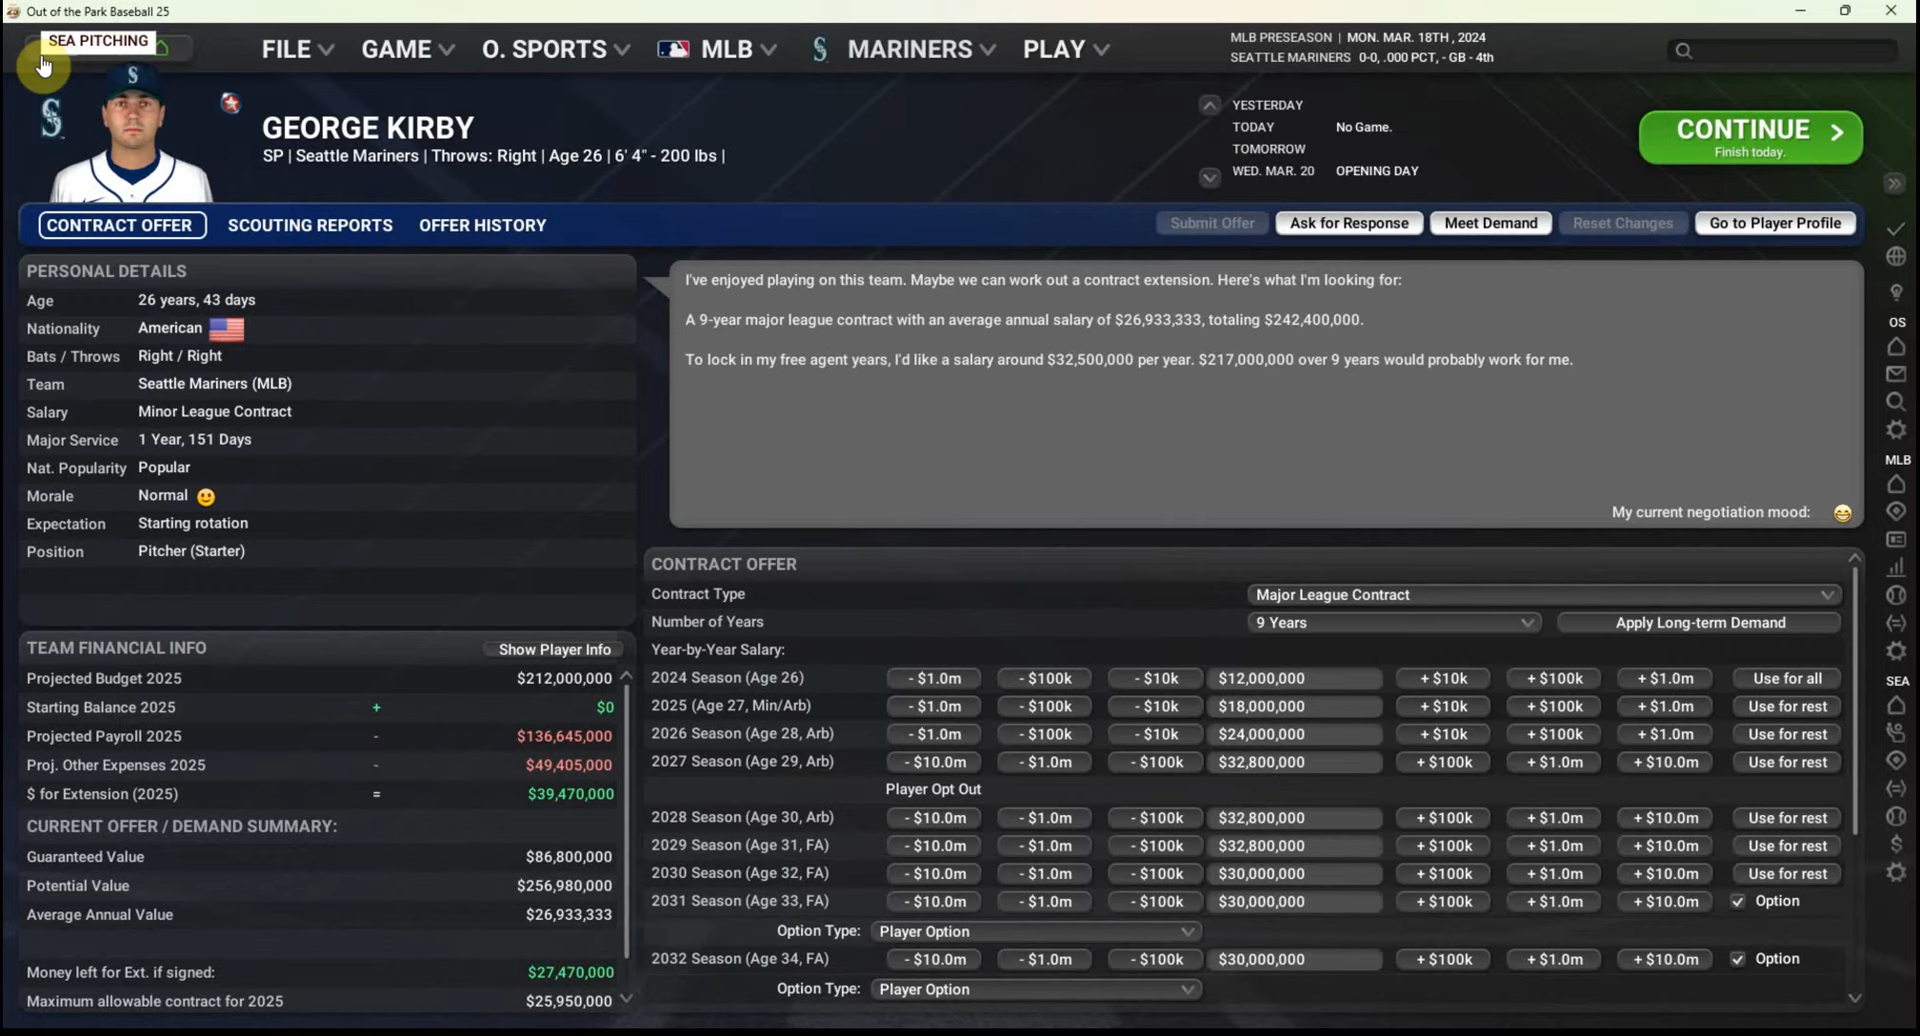 Out of the Park Baseball 25
SEA PITCHING
FILE GAME O. SPORTS MLB MARINERS PLAY
MLB PRESEASON | MON. MAR. 18TH , 2024
SEATTLE MARINERS 0-0, .000 PCT, - GB - 4th
GEORGE KIRBY
SP | Seattle Mariners | Throws: Right | Age 26 | 6' 4" - 200 lbs |
YESTERDAY
TODAY No Game.
TOMORROW
WED. MAR. 20 OPENING DAY
CONTINUE
Finish today.
CONTRACT OFFER SCOUTING REPORTS OFFER HISTORY
Submit Offer Ask for Response Meet Demand Reset Changes Go to Player Profile
PERSONAL DETAILS
Age 26 years, 43 days
Nationality American
Bats / Throws Right / Right
Team Seattle Mariners (MLB)
Salary Minor League Contract
Major Service 1 Year, 151 Days
Nat. Popularity Popular
Morale Normal
Expectation Starting rotation
Position Pitcher (Starter)
I've enjoyed playing on this team. Maybe we can work out a contract extension. Here's what I'm looking for:
A 9-year major league contract with an average annual salary of $26,933,333, totaling $242,400,000.
To lock in my free agent years, I'd like a salary around $32,500,000 per year. $217,000,000 over 9 years would probably work for me.
My current negotiation mood:
TEAM FINANCIAL INFO Show Player Info
Projected Budget 2025 $212,000,000
Starting Balance 2025 + $0
Projected Payroll 2025 - $136,645,000
Proj. Other Expenses 2025 - $49,405,000
$ for Extension (2025) = $39,470,000
CURRENT OFFER / DEMAND SUMMARY:
Guaranteed Value $86,800,000
Potential Value $256,980,000
Average Annual Value $26,933,333
Money left for Ext. if signed: $27,470,000
Maximum allowable contract for 2025 $25,950,000
CONTRACT OFFER
Contract Type Major League Contract
Number of Years 9 Years Apply Long-term Demand
Year-by-Year Salary:
2024 Season (Age 26) - $1.0m - $100k - $10k $12,000,000 + $10k + $100k + $1.0m Use for all
2025 (Age 27, Min/Arb) - $1.0m - $100k - $10k $18,000,000 + $10k + $100k + $1.0m Use for rest
2026 Season (Age 28, Arb) - $1.0m - $100k - $10k $24,000,000 + $10k + $100k + $1.0m Use for rest
2027 Season (Age 29, Arb) - $10.0m - $1.0m - $100k $32,800,000 + $100k + $1.0m + $10.0m Use for rest
Player Opt Out
2028 Season (Age 30, Arb) - $10.0m - $1.0m - $100k $32,800,000 + $100k + $1.0m + $10.0m Use for rest
2029 Season (Age 31, FA) - $10.0m - $1.0m - $100k $32,800,000 + $100k + $1.0m + $10.0m Use for rest
2030 Season (Age 32, FA) - $10.0m - $1.0m - $100k $30,000,000 + $100k + $1.0m + $10.0m Use for rest
2031 Season (Age 33, FA) - $10.0m - $1.0m - $100k $30,000,000 + $100k + $1.0m + $10.0m Option
Option Type: Player Option
2032 Season (Age 34, FA) - $10.0m - $1.0m - $100k $30,000,000 + $100k + $1.0m + $10.0m Option
Option Type: Player Option
OS
MLB
SEA